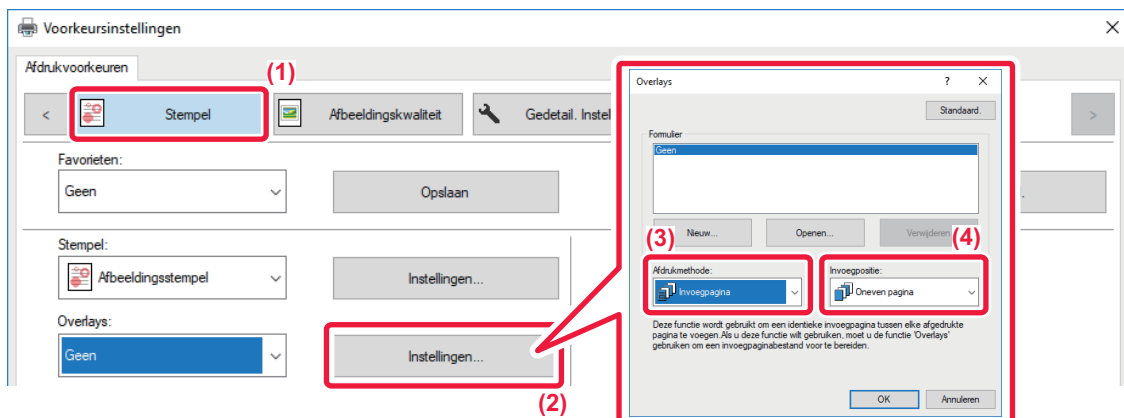 Voorkeursinstellingen
Afdrukvoorkeuren
(1)
<
Stempel
Afbeeldingskwaliteit
Gedetail. Instel
>
Favorieten:
Geen
Opslaan
Stempel:
Afbeeldingsstempel
Instellingen...
Overlays:
Geen
Instellingen...
(2)
Overlays
?
Standaard.
Formulier
Geen
Nieuw...
Openen...
Verwijderen
(3)
(4)
Afdrukmethode:
Invoegpagina
Invoegpositie:
Oneven pagina
Deze functie wordt gebruikt om een identieke invoegpagina tussen elke afgedrukte
pagina te voegen.Als u deze functie wilt gebruiken, moet u de functie 'Overlays'
gebruiken om een invoegpaginabestand voor te bereiden.
OK
Annuleren